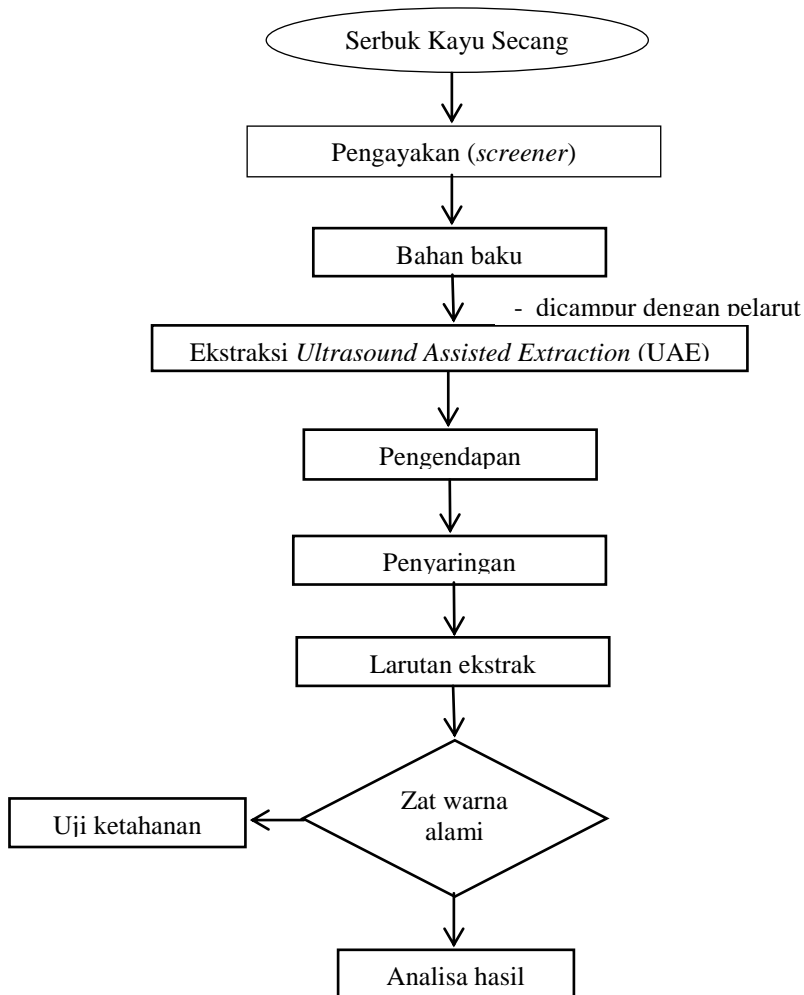 Serbuk Kayu Secang
Pengayakan (screener)
Bahan baku
- dicampur dengan pelarut
Ekstraksi Ultrasound Assisted Extraction (UAE)
Pengendapan
Penyaringan
Larutan ekstrak
Zat warna
alami
Uji ketahanan
Analisa hasil